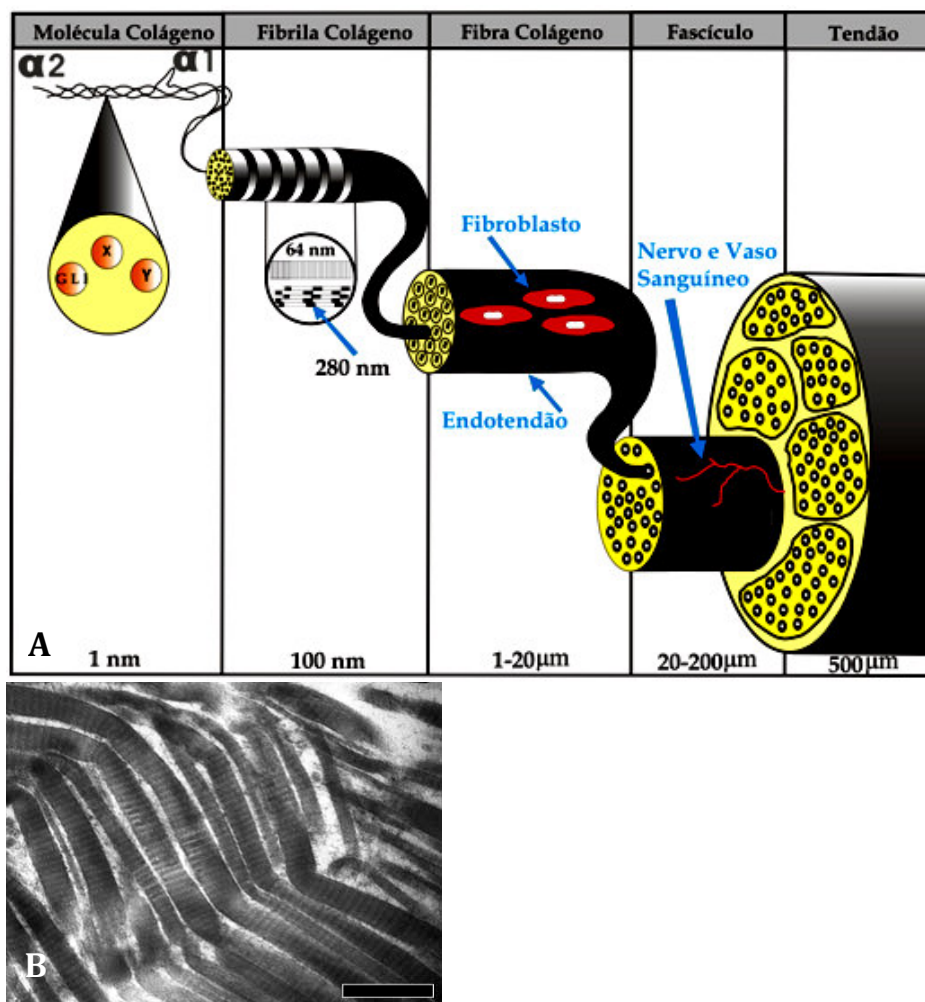 Molécula Colágeno
Fibrila Colágeno
Fibra Colágeno
Fascículo
Tendão
α2
α1
GLI
X
Y
64 nm
280 nm
Fibroblasto
Endotendão
Nervo e Vaso
Sanguíneo
A
1 nm
100 nm
1-20μm
20-200μm
500μm
B